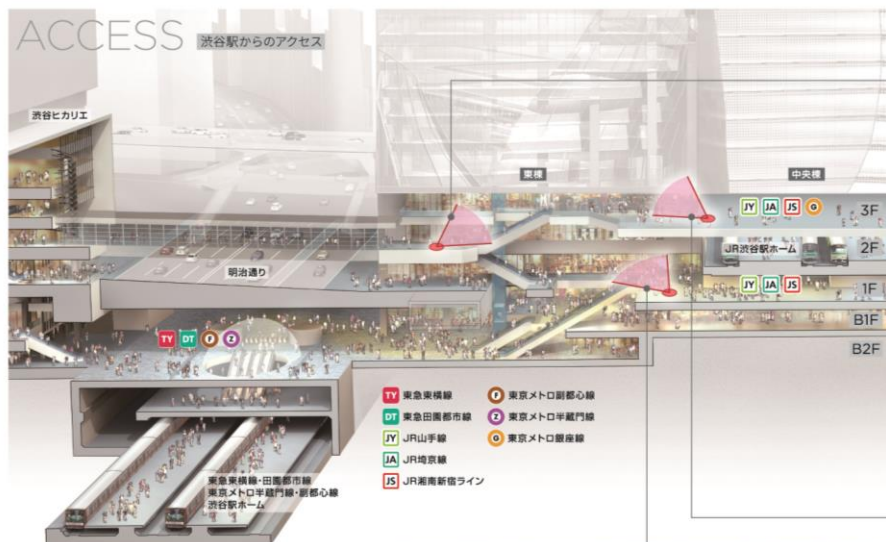 ACCESS 渋谷駅からのアクセス
渋谷ヒカリエ
東棟
中央棟
JY JA JS G
3F
JR渋谷駅ホーム
2F
明治通り
JY JA JS
1F
B1F
B2F
TY DT F Z
TY 東急東横線
F 東京メトロ副都心線
DT 東急田園都市線
Z 東京メトロ半蔵門線
JY JR山手線
G 東京メトロ銀座線
JA JR埼京線
JS JR湘南新宿ライン
東急東横線・田園都市線
東京メトロ半蔵門線・副都心線
渋谷駅ホーム